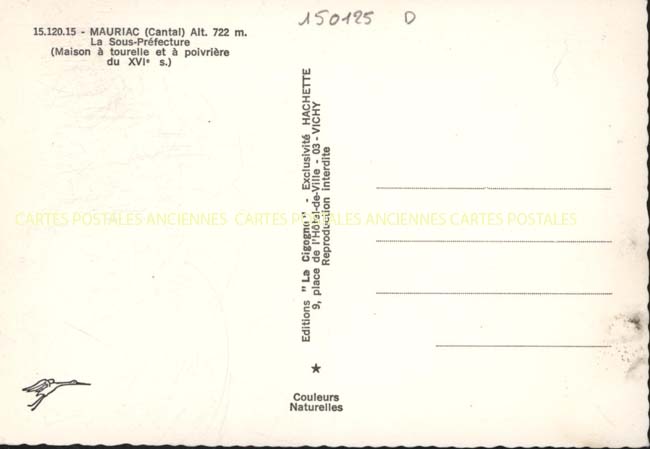 150125 D
15.120.15 - MAURIAC (Cantal) Alt. 722 m.
La Sous-Préfecture
(Maison à tourelle et à poivrière
du XVIe s.)
Editions "La Cigogne" - Exclusivité HACHETTE
9, place de l'Hôtel-de-Ville - 03 - VICHY
Reproduction interdite
CARTES POSTALES ANCIENNES CARTES POSTALES ANCIENNES CARTES POSTALES
Couleurs
Naturelles